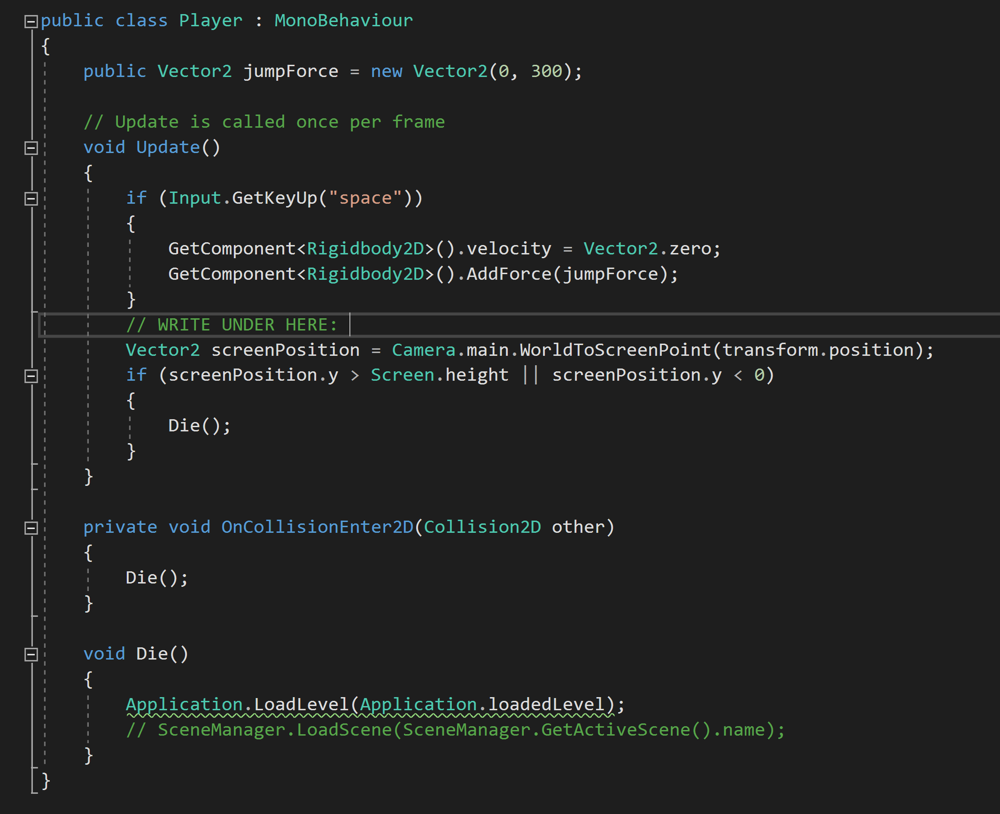 public class Player : MonoBehaviour
{
    public Vector2 jumpForce = new Vector2(0, 300);

    // Update is called once per frame
    void Update()
    {
        if (Input.GetKeyUp("space"))
        {
            GetComponent<Rigidbody2D>().velocity = Vector2.zero;
            GetComponent<Rigidbody2D>().AddForce(jumpForce);
        }
        // WRITE UNDER HERE:
        Vector2 screenPosition = Camera.main.WorldToScreenPoint(transform.position);
        if (screenPosition.y > Screen.height || screenPosition.y < 0)
        {
            Die();
        }
    }

    private void OnCollisionEnter2D(Collision2D other)
    {
        Die();
    }

    void Die()
    {
        Application.LoadLevel(Application.loadedLevel);
        // SceneManager.LoadScene(SceneManager.GetActiveScene().name);
    }
}